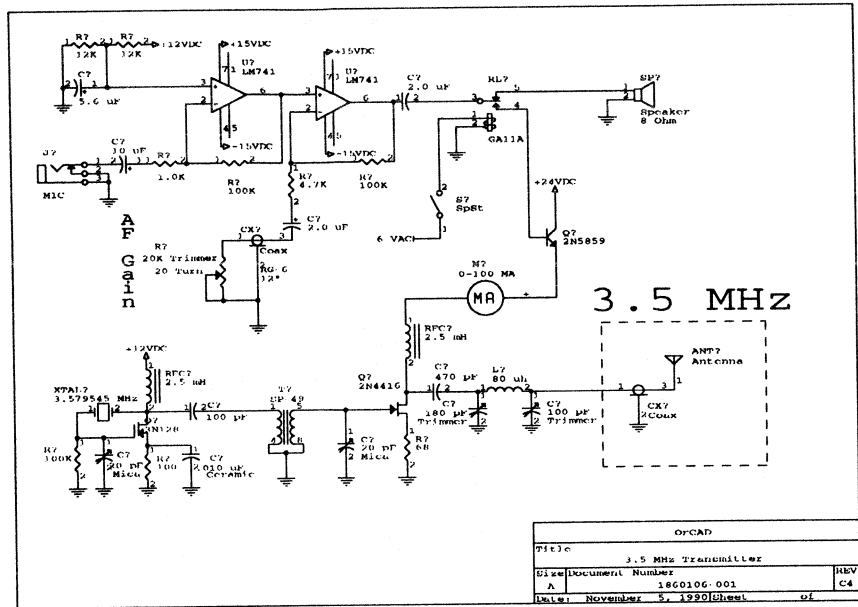 R? R?
12K 12K
+12VDC
C?
5.6 uF
+15VDC
U?
LM741
-15VDC
+15VDC
U?
LM741
-15VDC
C?
2.0 uF
RL?
GA11A
SP?
Speaker
8 Ohm
J?
MIC
C?
10 uF
R?
1.0K
R?
100K
R?
4.7K
R?
100K
S?
SpSt
6 VAC
+24VDC
Q?
2N5859
AF Gain
R?
20K Trimmer
20 Turn
CX?
Coax
RG-6
12"
C?
2.0 uF
M?
0-100 MA
MA
3.5 MHz
ANT?
Antenna
CX?
Coax
+12VDC
RFC?
2.5 mH
XTAL?
3.579545 MHz
Q?
3N128
R?
100K
C?
20 pF
Mica
R?
100
C?
.010 uF
Ceramic
C?
100 pF
T?
SP-49
C?
20 pF
Mica
Q?
2N4416
RFC?
2.5 mH
R?
68
C?
470 pF
C?
180 pF
Trimmer
L?
80 uh
C?
100 pF
Trimmer
OrCAD
Title
3.5 MHz Transmitter
Size Document Number REV
A 1860106-001 C4
Date: November 5, 1990 Sheet of